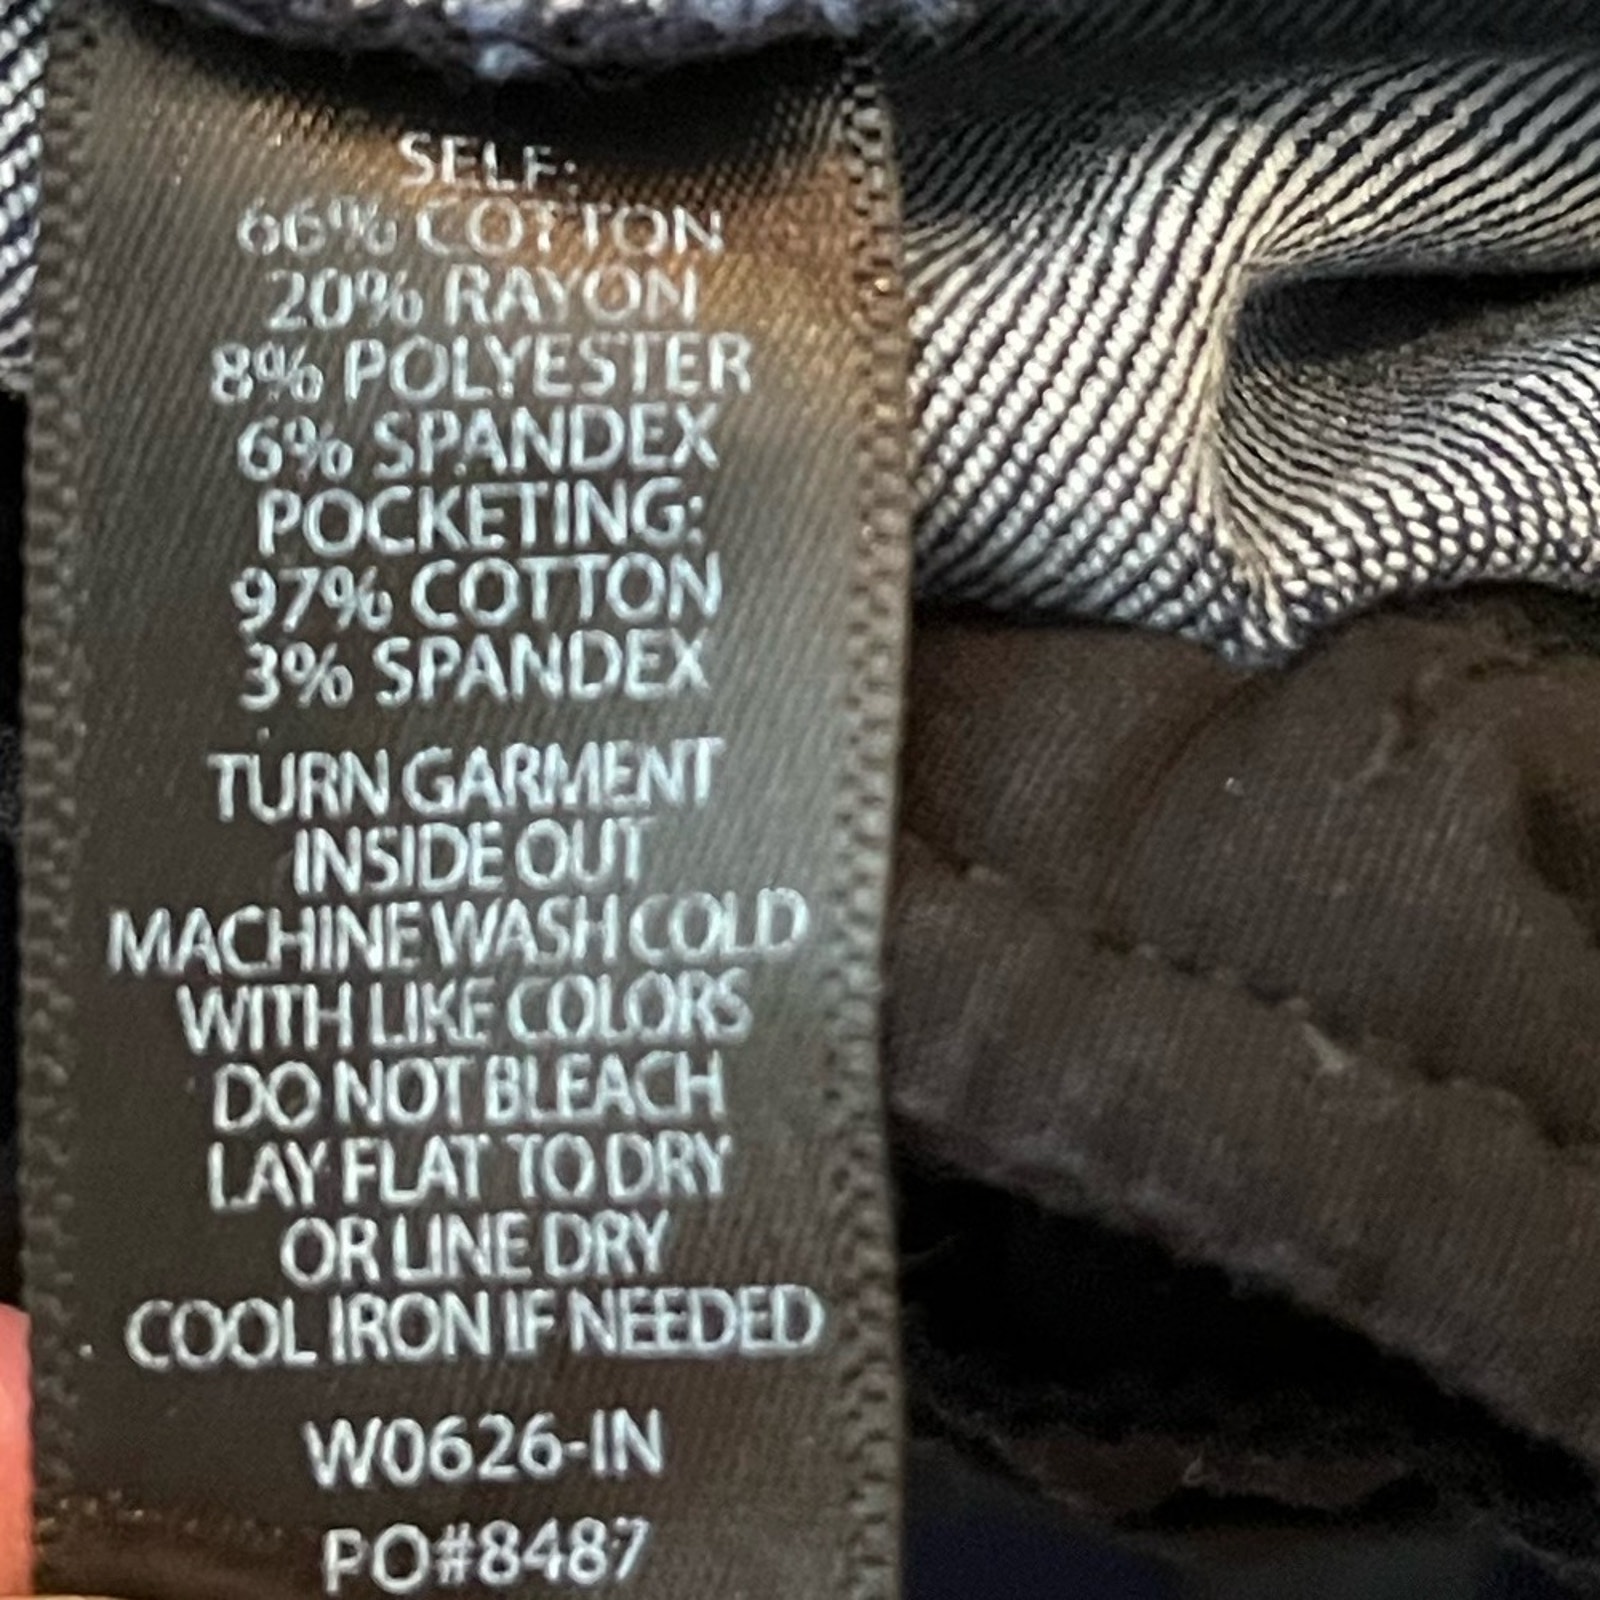 SELF:
66% COTTON
20% RAYON
8% POLYESTER
6% SPANDEX
POCKETING:
97% COTTON
3% SPANDEX
TURN GARMENT
INSIDE OUT
MACHINE WASH COLD
WITH LIKE COLORS
DO NOT BLEACH
LAY FLAT TO DRY
OR LINE DRY
COOL IRON IF NEEDED
W0626-IN
PO#8487